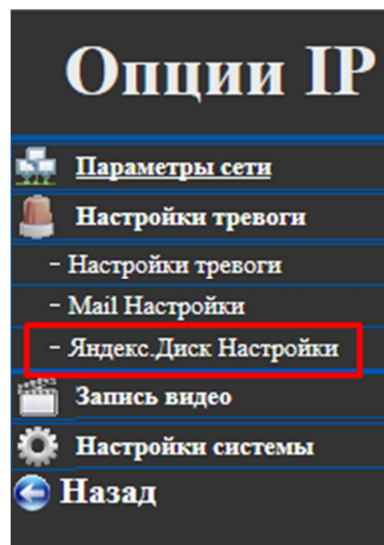 Опции IP
Параметры сети
Настройки тревоги
- Настройки тревоги
- Mail Настройки
- Яндекс.Диск Настройки
Запись видео
Настройки системы
Назад